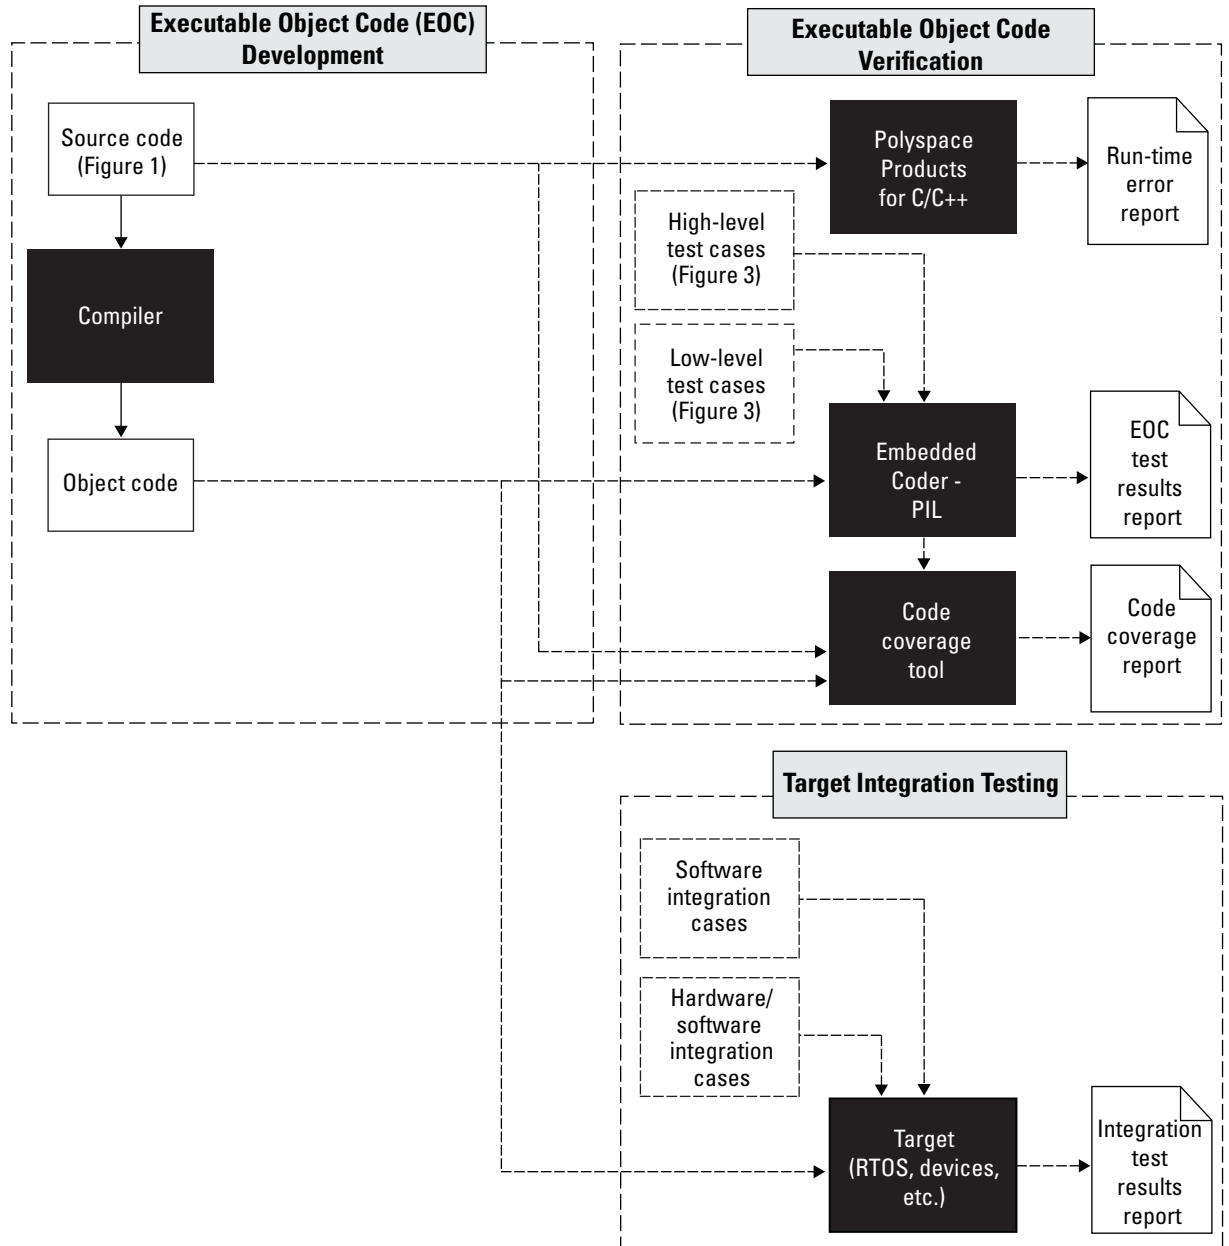 Executable Object Code (EOC)
Development
Source code
(Figure 1)
Compiler
Object code
Executable Object Code
Verification
Polyspace
Products
for C/C++
Run-time
error
report
High-level
test cases
(Figure 3)
Low-level
test cases
(Figure 3)
Embedded
Coder -
PIL
EOC
test
results
report
Code
coverage
tool
Code
coverage
report
Target Integration Testing
Software
integration
cases
Hardware/
software
integration
cases
Target
(RTOS, devices,
etc.)
Integration
test
results
report